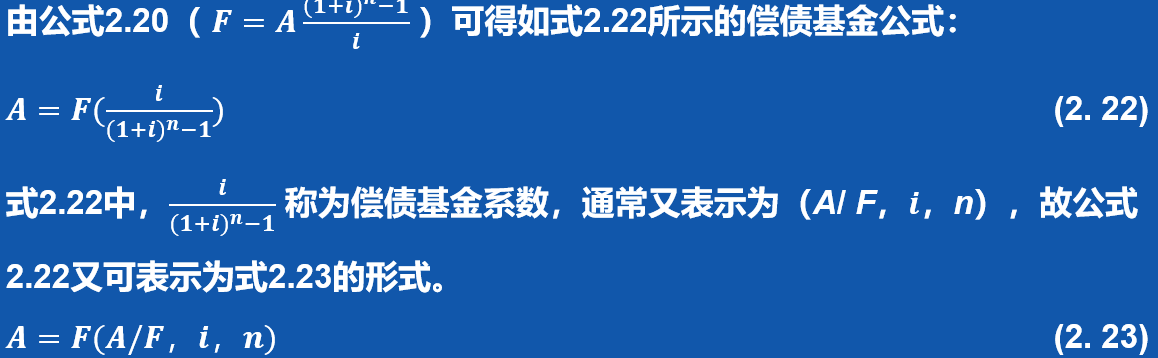 由公式2.20（ F = A \frac{(1+i)^n-1}{i} ）可得如式2.22所示的偿债基金公式：
A = F(\frac{i}{(1+i)^n-1}) (2. 22)
式2.22中，\frac{i}{(1+i)^n-1} 称为偿债基金系数，通常又表示为（A/ F，i，n），故公式
2.22又可表示为式2.23的形式。
A = F(A/F，i，n) (2. 23)